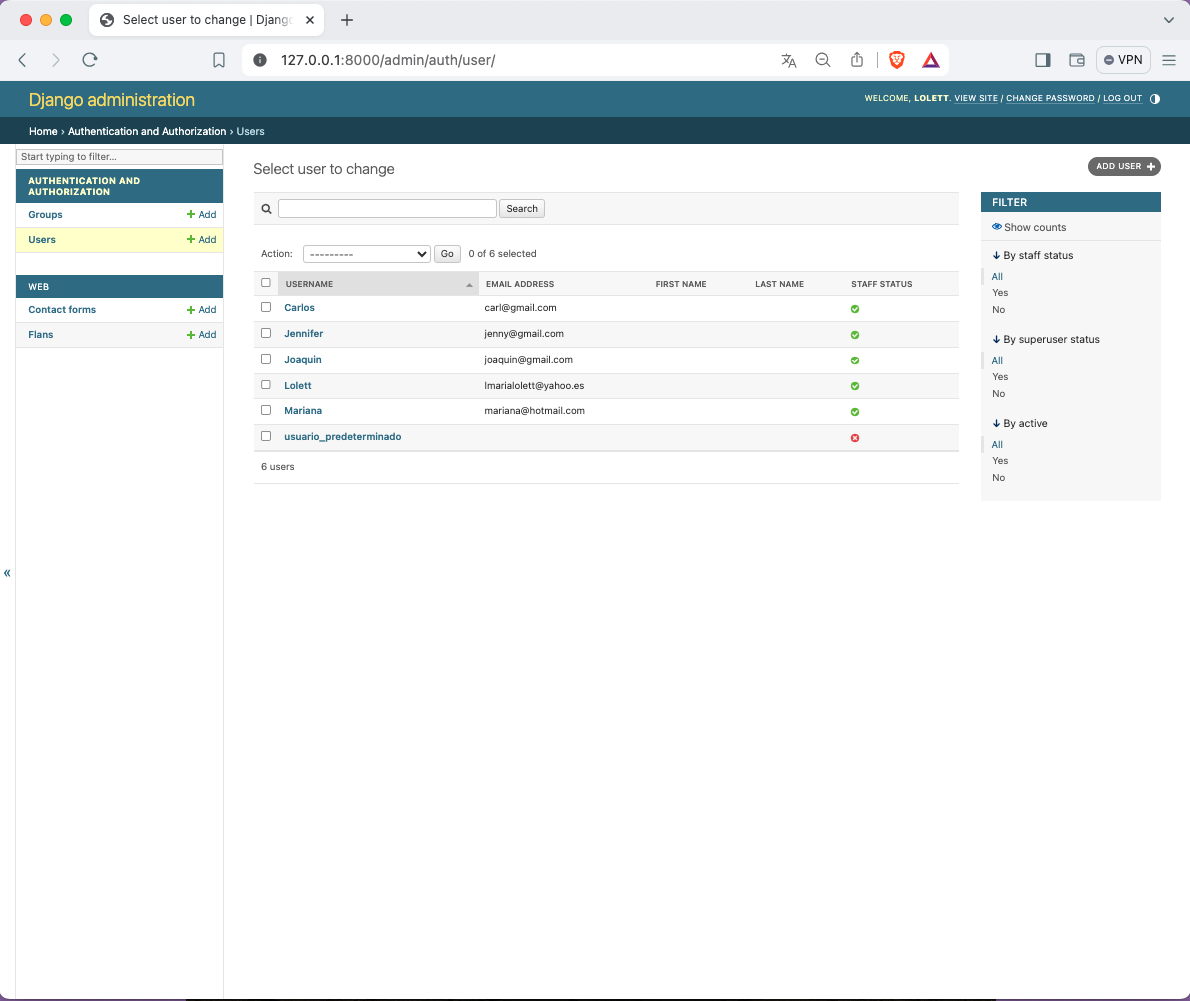 Select user to change | Djang
127.0.0.1:8000/admin/auth/user/
VPN
Django administration
WELCOME, LOLETT. VIEW SITE / CHANGE PASSWORD / LOG OUT
Home › Authentication and Authorization › Users
Start typing to filter...
AUTHENTICATION AND
AUTHORIZATION
Groups + Add
Users + Add
WEB
Contact forms + Add
Flans + Add
«
Select user to change
ADD USER +
Search
Action: --------- Go 0 of 6 selected
USERNAME EMAIL ADDRESS FIRST NAME LAST NAME STAFF STATUS
Carlos carl@gmail.com
Jennifer jenny@gmail.com
Joaquin joaquin@gmail.com
Lolett lmarialolett@yahoo.es
Mariana mariana@hotmail.com
usuario_predeterminado
6 users
FILTER
Show counts
↓ By staff status
All
Yes
No
↓ By superuser status
All
Yes
No
↓ By active
All
Yes
No